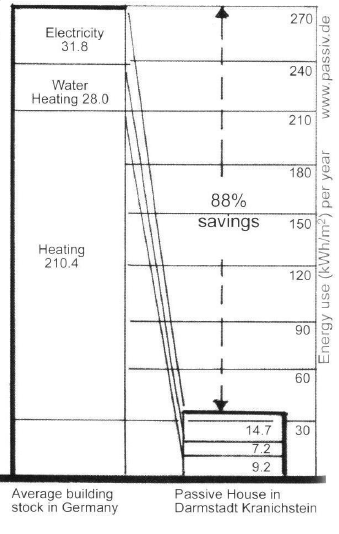 Electricity
31.8
Water
Heating 28.0
Heating
210.4
88%
savings
270
240
210
180
150
120
90
60
30
14.7
7.2
9.2
Energy use (kWh/m²) per year
www.passiv.de
Average building
stock in Germany
Passive House in
Darmstadt Kranichstein